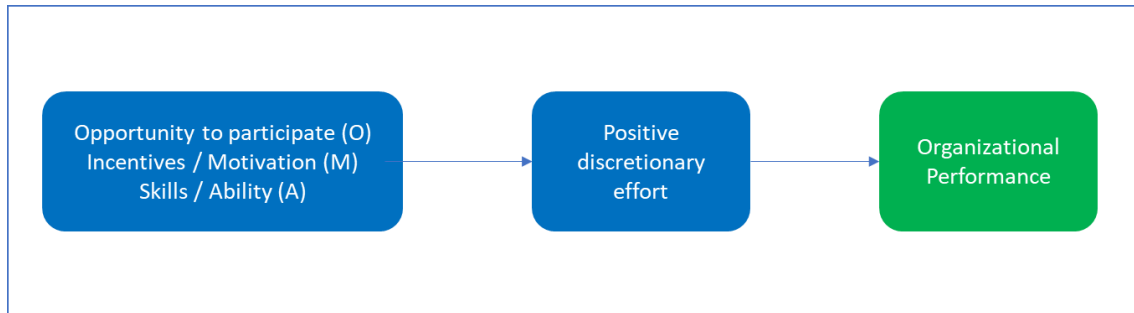 Opportunity to participate (O)
Incentives / Motivation (M)
Skills / Ability (A)
Positive
discretionary
effort
Organizational
Performance